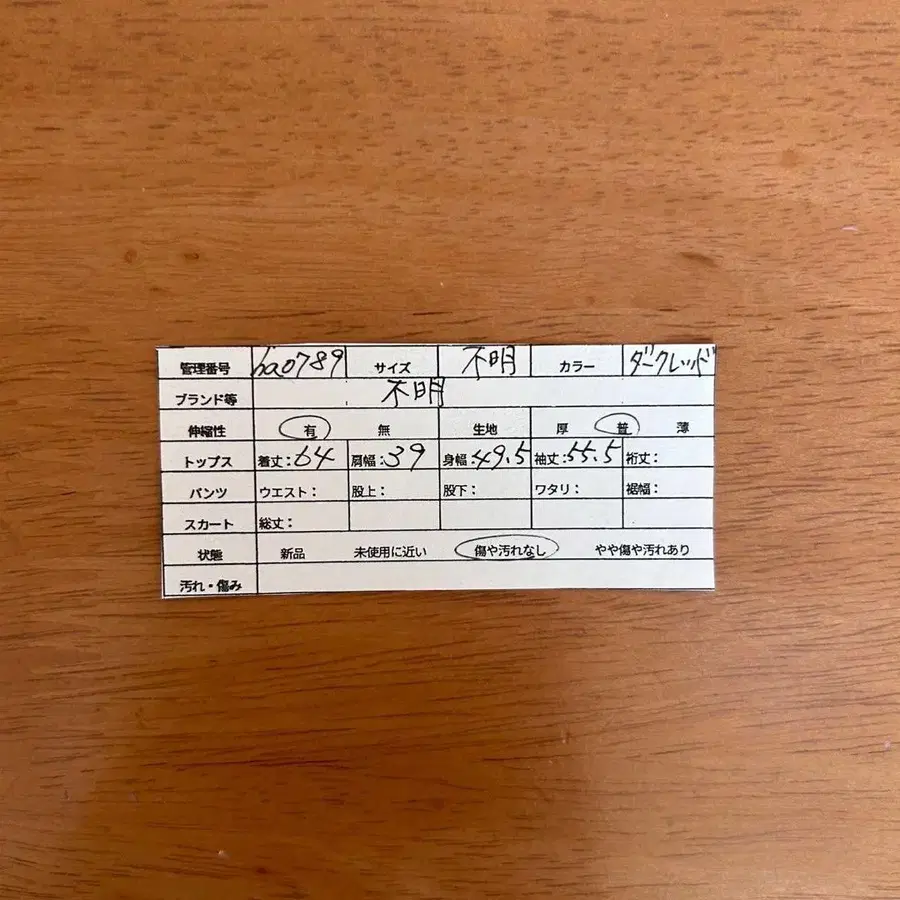 管理番号 ha0789 サイズ 不明 カラー ダークレッド
ブランド等 不明
伸縮性 有 無 生地 厚 普 薄
トップス 着丈:64 肩幅:39 身幅:49.5 袖丈:55.5 裄丈:
パンツ ウエスト: 股上: 股下: ワタリ: 裾幅:
スカート 総丈:
状態 新品 未使用に近い 傷や汚れなし やや傷や汚れあり
汚れ・傷み